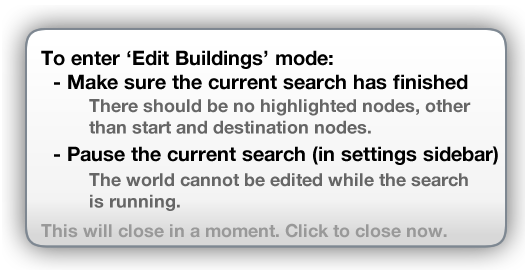 To enter ‘Edit Buildings’ mode:
- Make sure the current search has finished
There should be no highlighted nodes, other
than start and destination nodes.
- Pause the current search (in settings sidebar)
The world cannot be edited while the search
is running.
This will close in a moment. Click to close now.